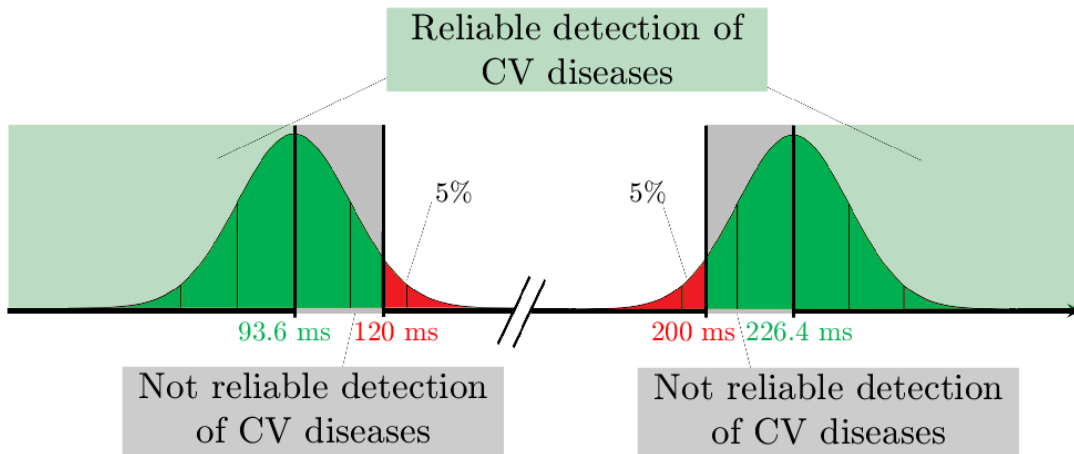 Reliable detection of
CV diseases
5%
5%
93.6 ms
120 ms
200 ms
226.4 ms
Not reliable detection
of CV diseases
Not reliable detection
of CV diseases